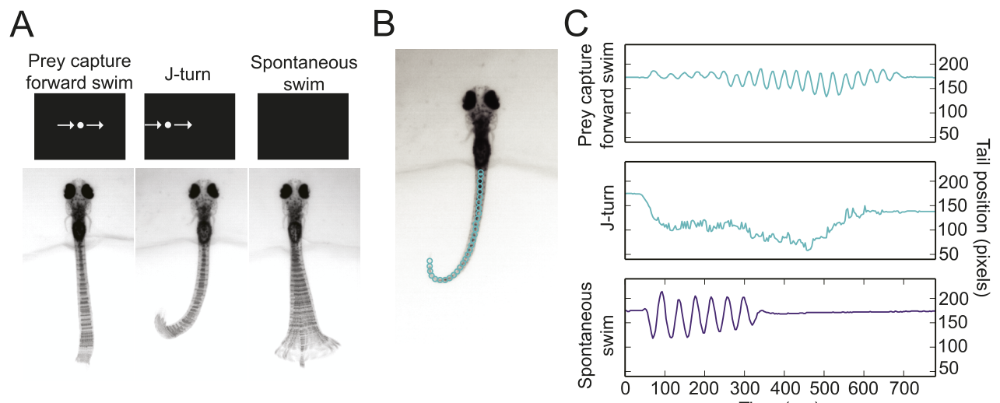 A
Prey capture
forward swim
J-turn
Spontaneous
swim
B
C
Prey capture
forward swim
200
150
100
50
J-turn
200
150
100
50
Spontaneous
swim
200
150
100
50
0 100 200 300 400 500 600 700
Tail position (pixels)